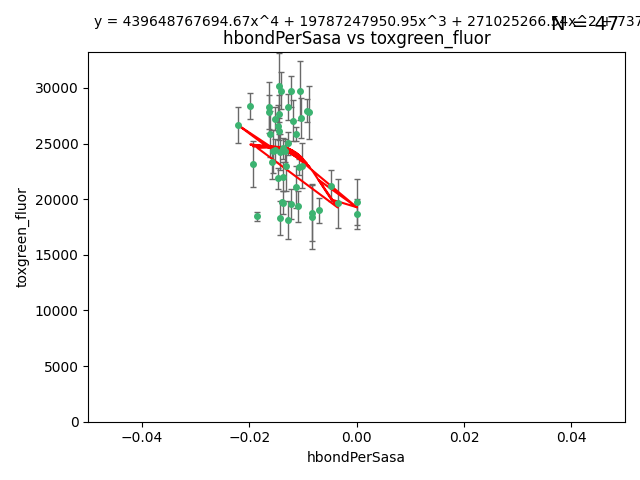 y = 439648767694.67x^4 + 19787247950.95x^3 + 271025266.54x^2 + 737
N = 47
hbondPerSasa vs toxgreen_fluor
30000
25000
20000
15000
10000
5000
0
toxgreen_fluor
−0.04 −0.02 0.00 0.02 0.04
hbondPerSasa